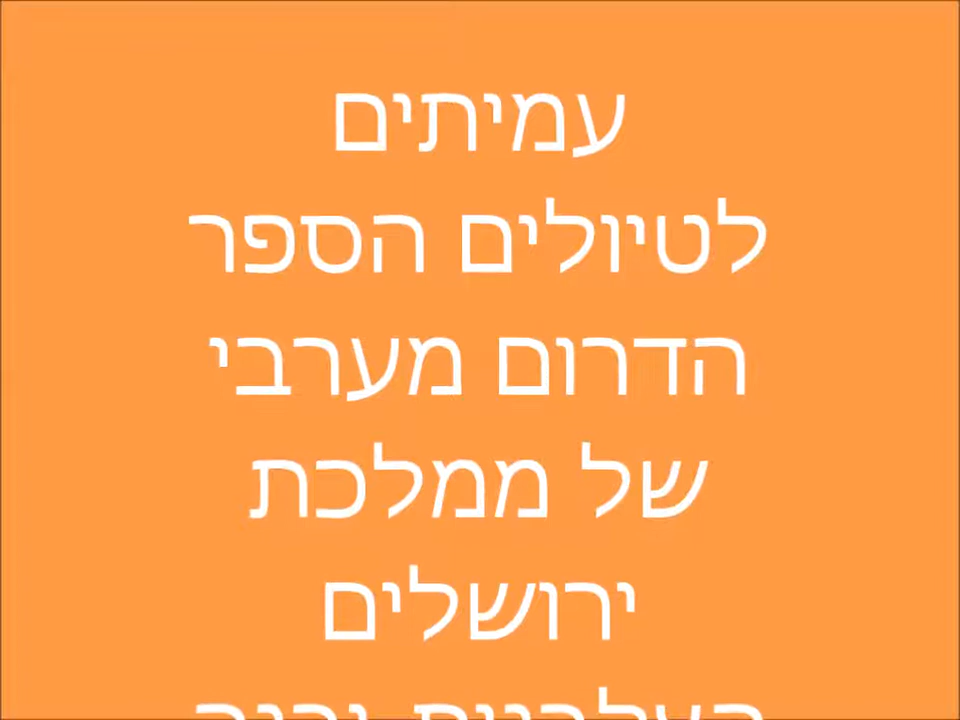 עמיתים
לטיולים הספר
הדרום מערבי
של ממלכת
ירושלים